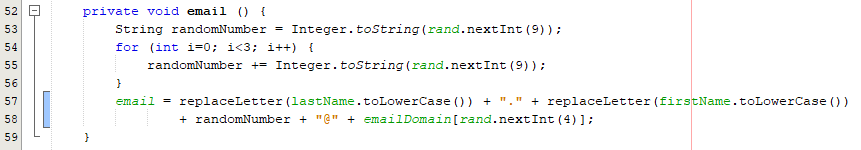 52 private void email () {
53 String randomNumber = Integer.toString(rand.nextInt(9));
54 for (int i=0; i<3; i++) {
55 randomNumber += Integer.toString(rand.nextInt(9));
56 }
57 email = replaceLetter(lastName.toLowerCase()) + "." + replaceLetter(firstName.toLowerCase())
58 + randomNumber + "@" + emailDomain[rand.nextInt(4)];
59 }